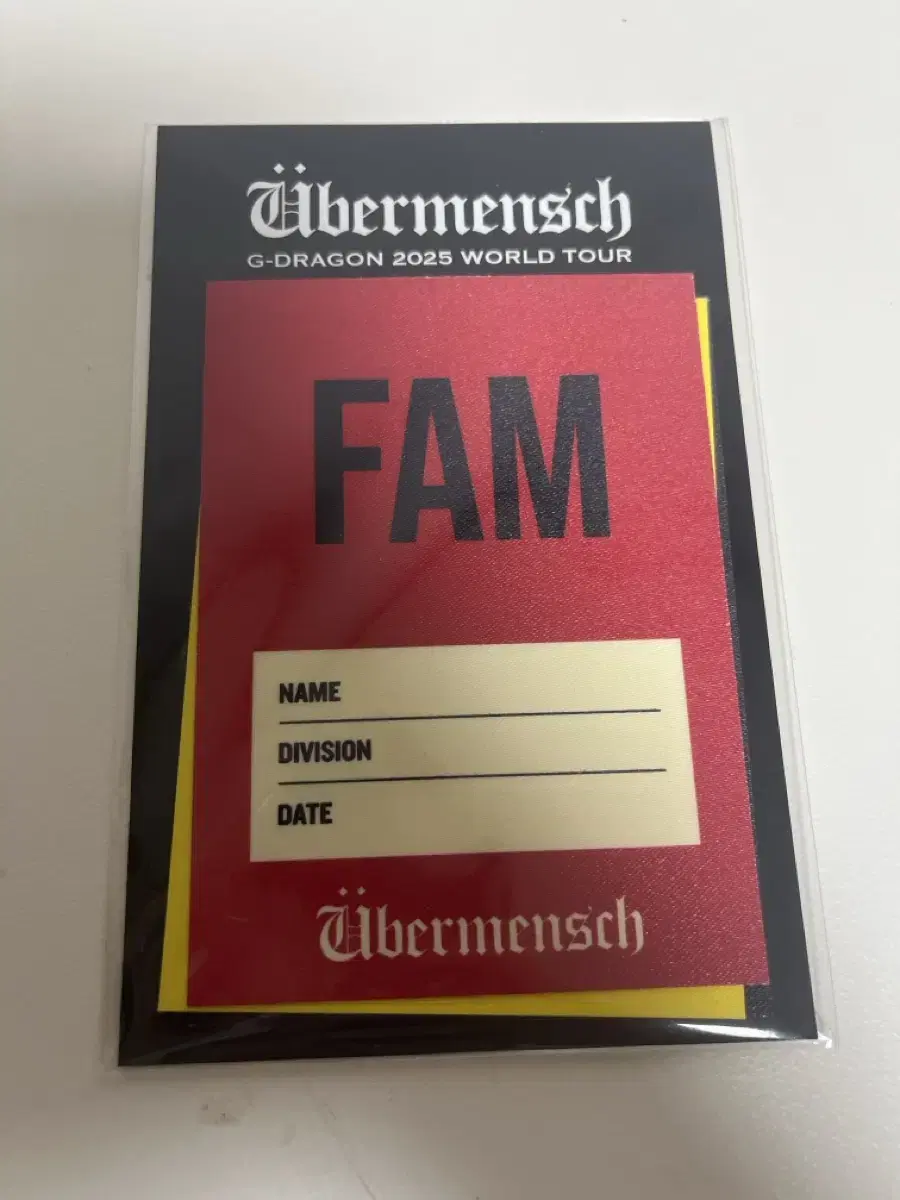 Übermensch
G-DRAGON 2025 WORLD TOUR
FAM
NAME
DIVISION
DATE
Übermensch